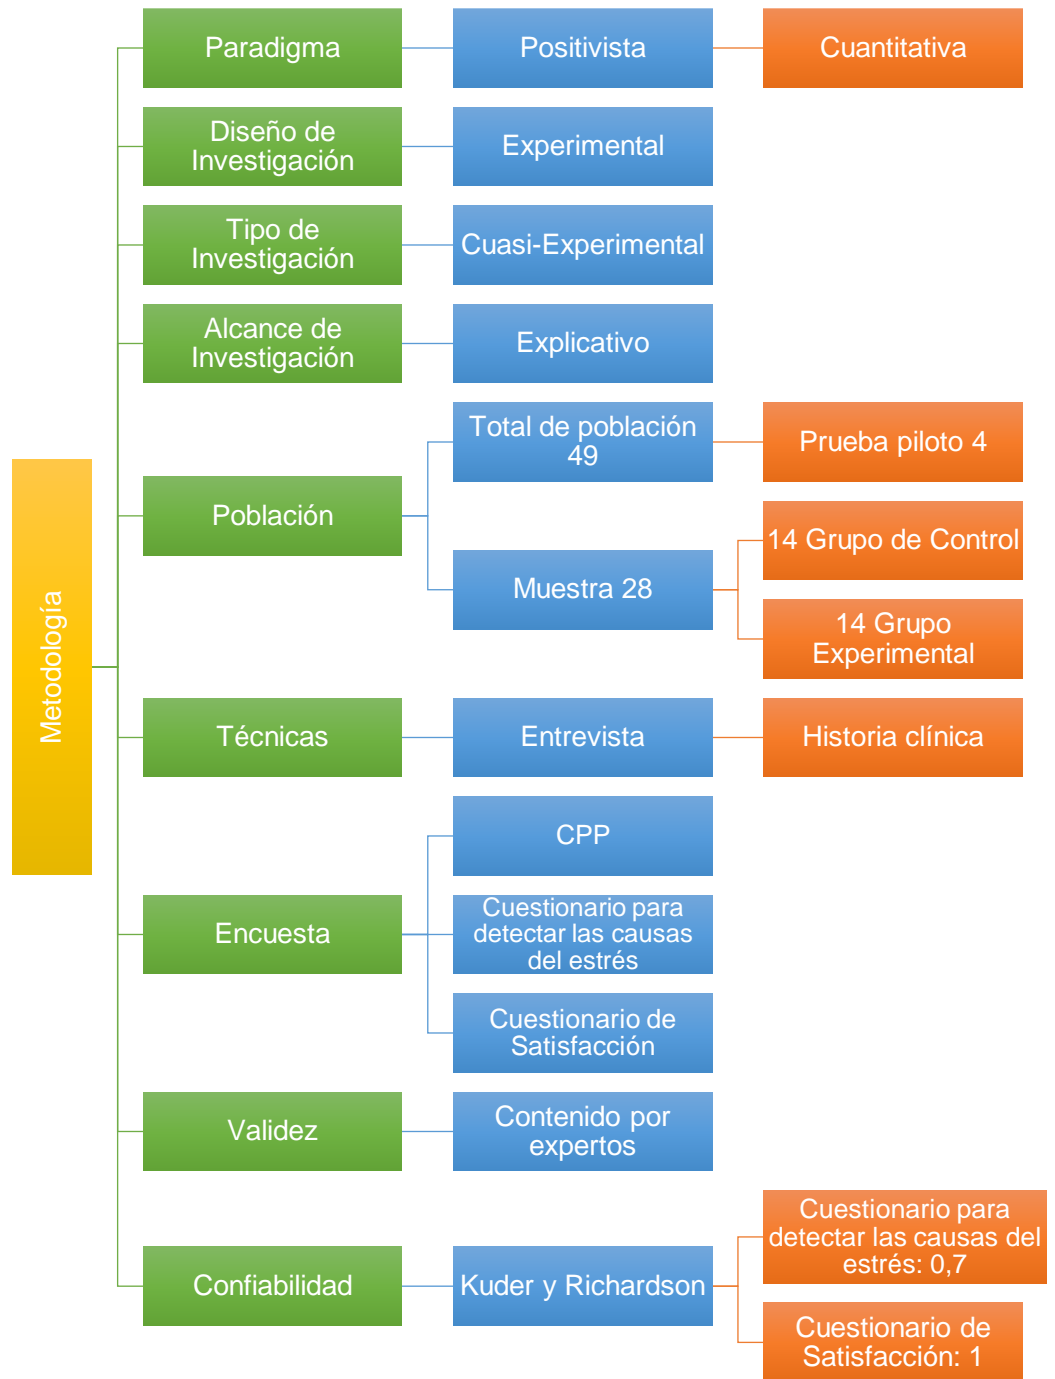 Metodología
Paradigma
Positivista
Cuantitativa
Diseño de
Investigación
Experimental
Tipo de
Investigación
Cuasi-Experimental
Alcance de
Investigación
Explicativo
Población
Total de población
49
Prueba piloto 4
Muestra 28
14 Grupo de Control
14 Grupo
Experimental
Técnicas
Entrevista
Historia clínica
Encuesta
CPP
Cuestionario para
detectar las causas
del estrés
Cuestionario de
Satisfacción
Validez
Contenido por
expertos
Confiabilidad
Kuder y Richardson
Cuestionario para
detectar las causas del
estrés: 0,7
Cuestionario de
Satisfacción: 1